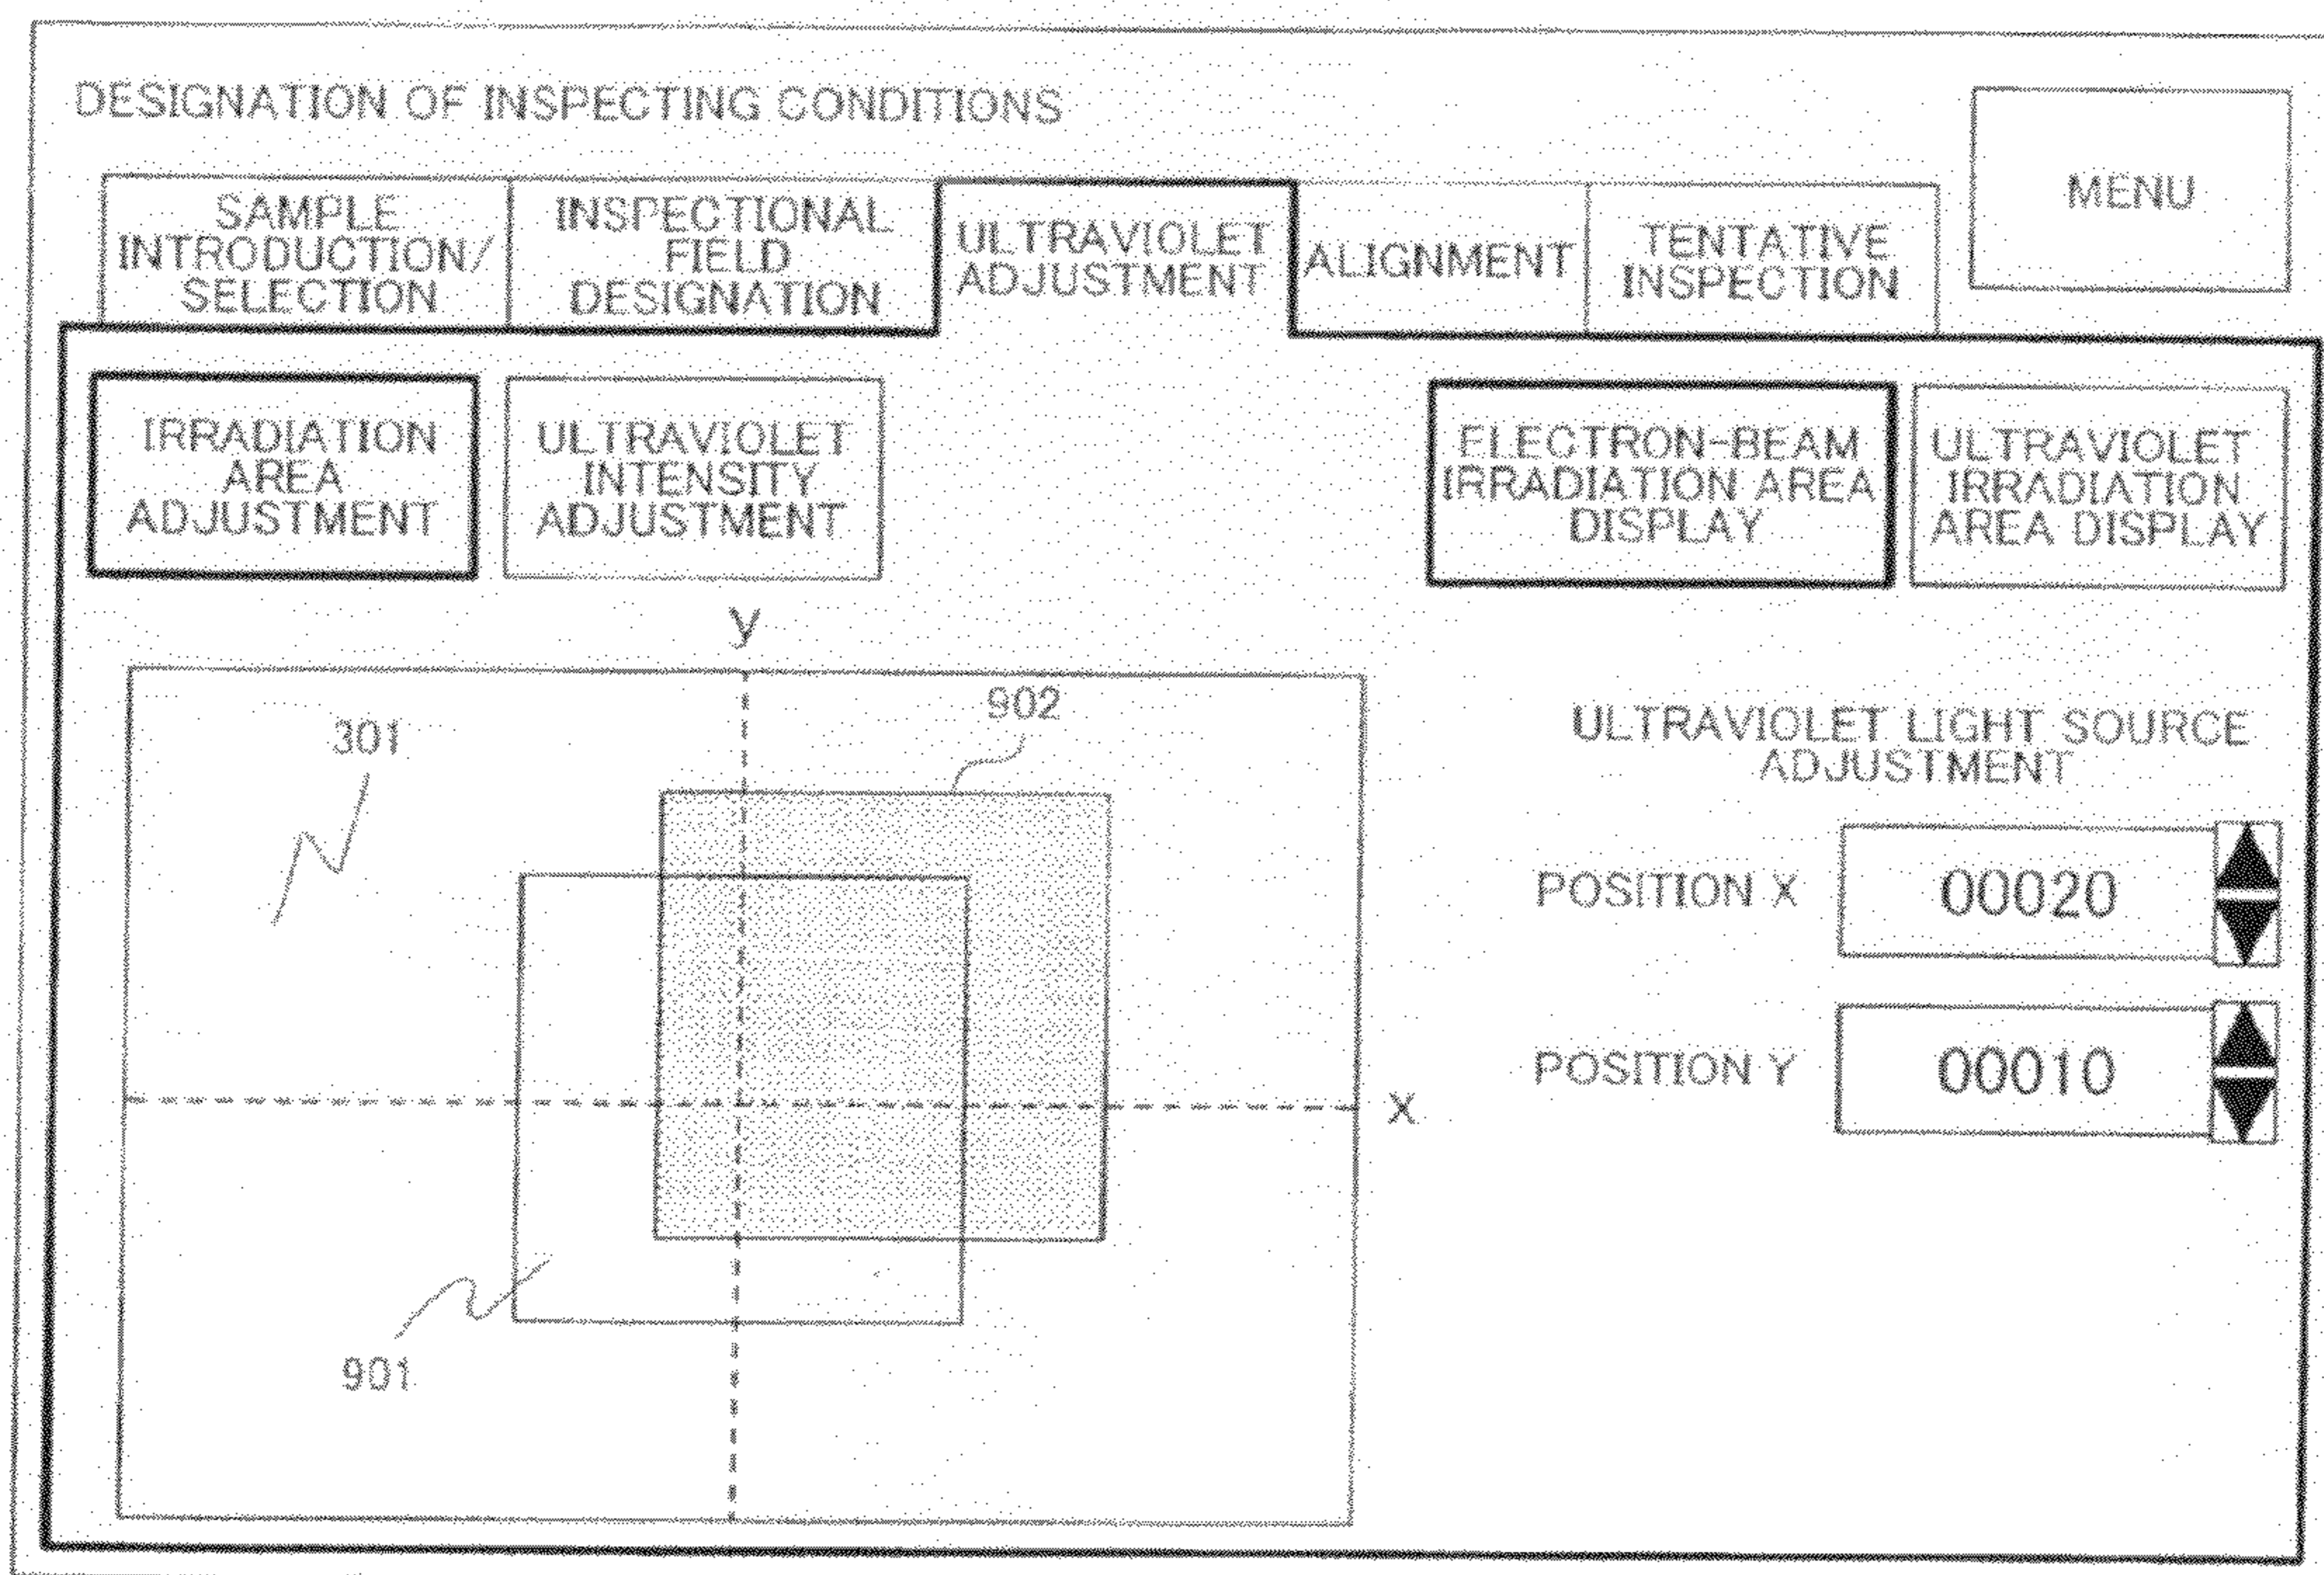 DESIGNATION OF INSPECTING CONDITIONS
MENU
SAMPLE
INTRODUCTION/
SELECTION
INSPECTIONAL
FIELD
DESIGNATION
ULTRAVIOLET
ADJUSTMENT
ALIGNMENT
TENTATIVE
INSPECTION
IRRADIATION
AREA
ADJUSTMENT
ULTRAVIOLET
INTENSITY
ADJUSTMENT
ELECTRON-BEAM
IRRADIATION AREA
DISPLAY
ULTRAVIOLET
IRRADIATION
AREA DISPLAY
y
301
902
901
x
ULTRAVIOLET LIGHT SOURCE
ADJUSTMENT
POSITION X
00020
POSITION Y
00010